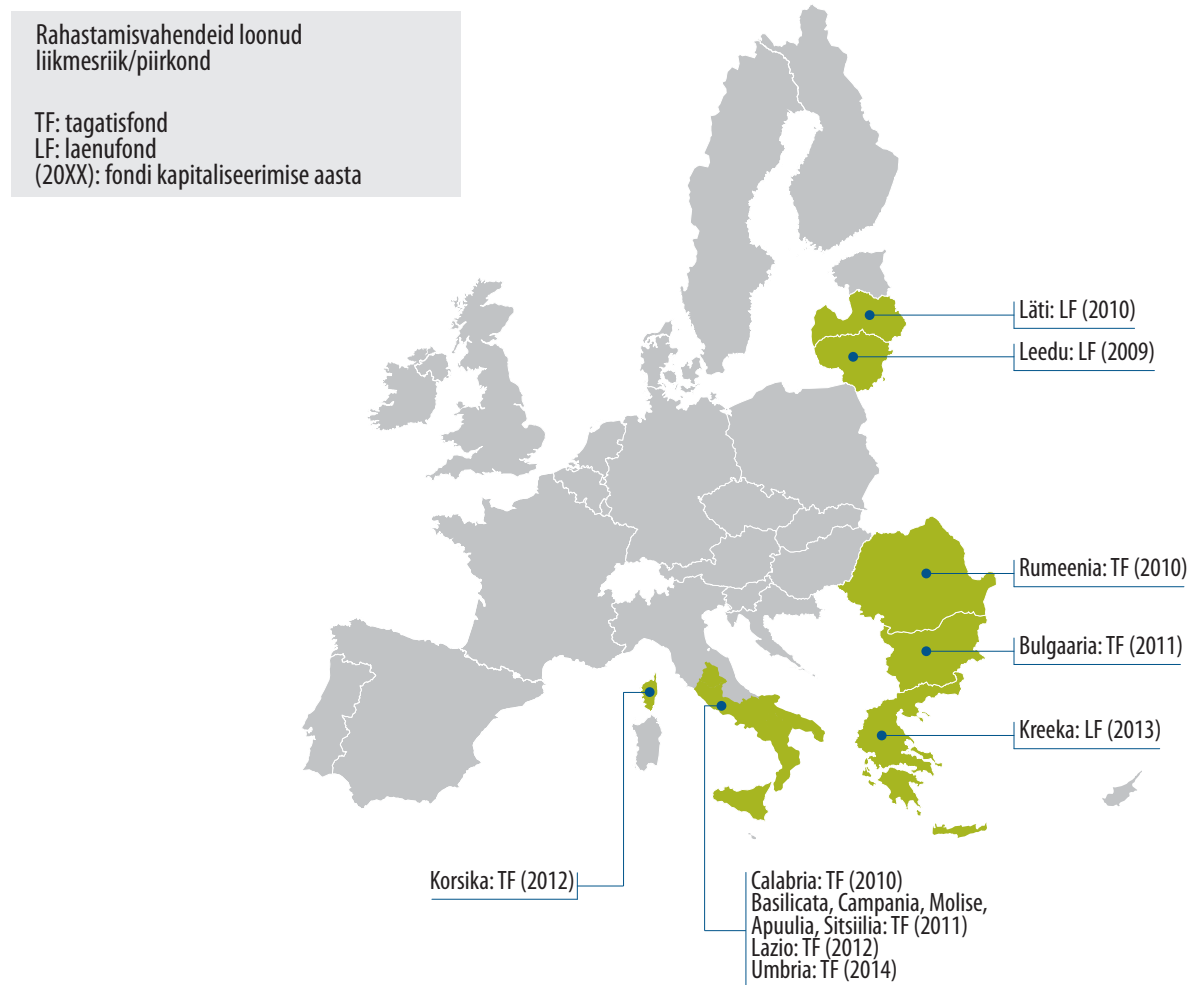 Rahastamisvahendeid loonud
liikmesriik/piirkond
TF: tagatisfond
LF: laenufond
(20XX): fondi kapitaliseerimise aasta
Läti: LF (2010)
Leedu: LF (2009)
Rumeenia: TF (2010)
Bulgaaria: TF (2011)
Kreeka: LF (2013)
Korsika: TF (2012)
Calabria: TF (2010)
Basilicata, Campania, Molise,
Apuulia, Sitsiilia: TF (2011)
Lazio: TF (2012)
Umbria: TF (2014)